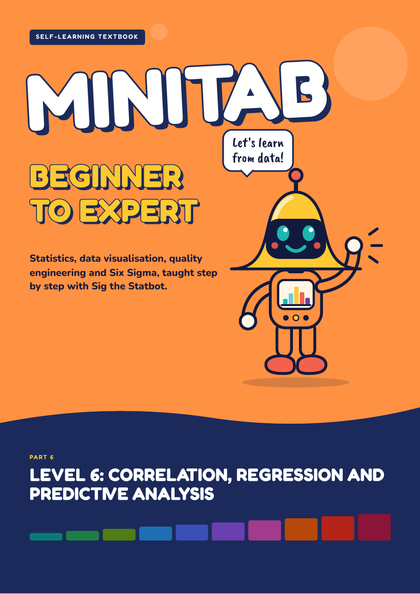 SELF-LEARNING TEXTBOOK
MINITAB
Let's learn
from data!
BEGINNER
TO EXPERT
Statistics, data visualisation, quality
engineering and Six Sigma, taught step
by step with Sig the Statbot.
PART 6
LEVEL 6: CORRELATION, REGRESSION AND
PREDICTIVE ANALYSIS